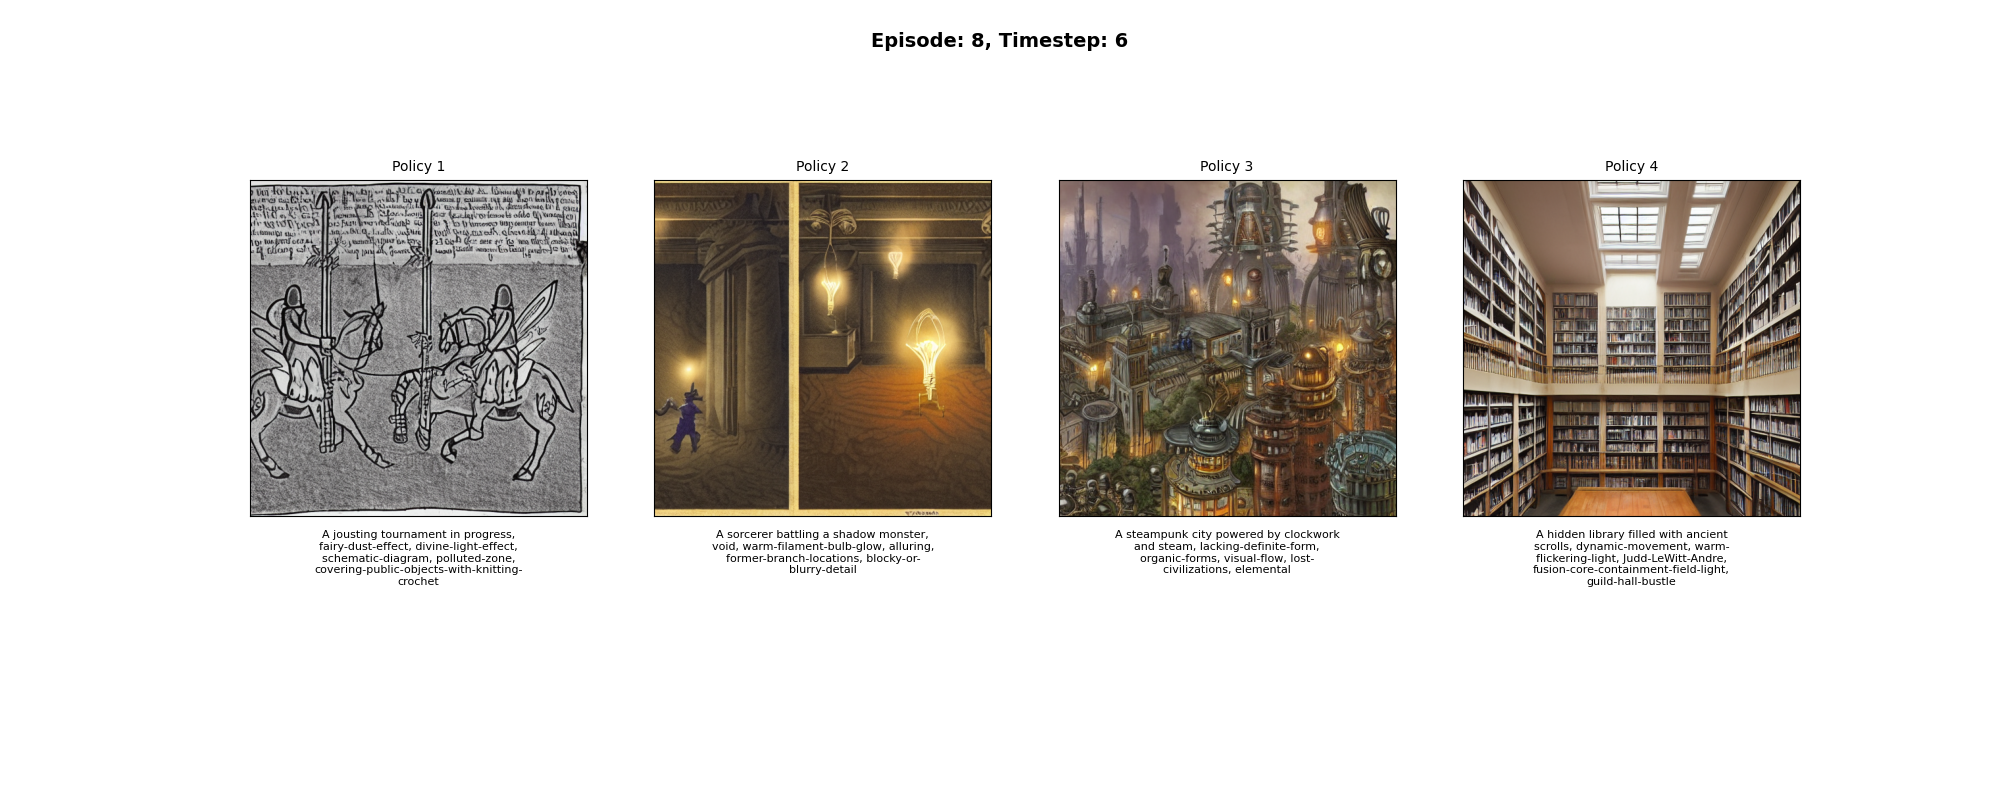 Episode: 8, Timestep: 6
Policy 1
Policy 2
Policy 3
Policy 4
A jousting tournament in progress,
fairy-dust-effect, divine-light-effect,
schematic-diagram, polluted-zone,
covering-public-objects-with-knitting-
crochet
A sorcerer battling a shadow monster,
void, warm-filament-bulb-glow, alluring,
former-branch-locations, blocky-or-
blurry-detail
A steampunk city powered by clockwork
and steam, lacking-definite-form,
organic-forms, visual-flow, lost-
civilizations, elemental
A hidden library filled with ancient
scrolls, dynamic-movement, warm-
flickering-light, Judd-LeWitt-Andre,
fusion-core-containment-field-light,
guild-hall-bustle